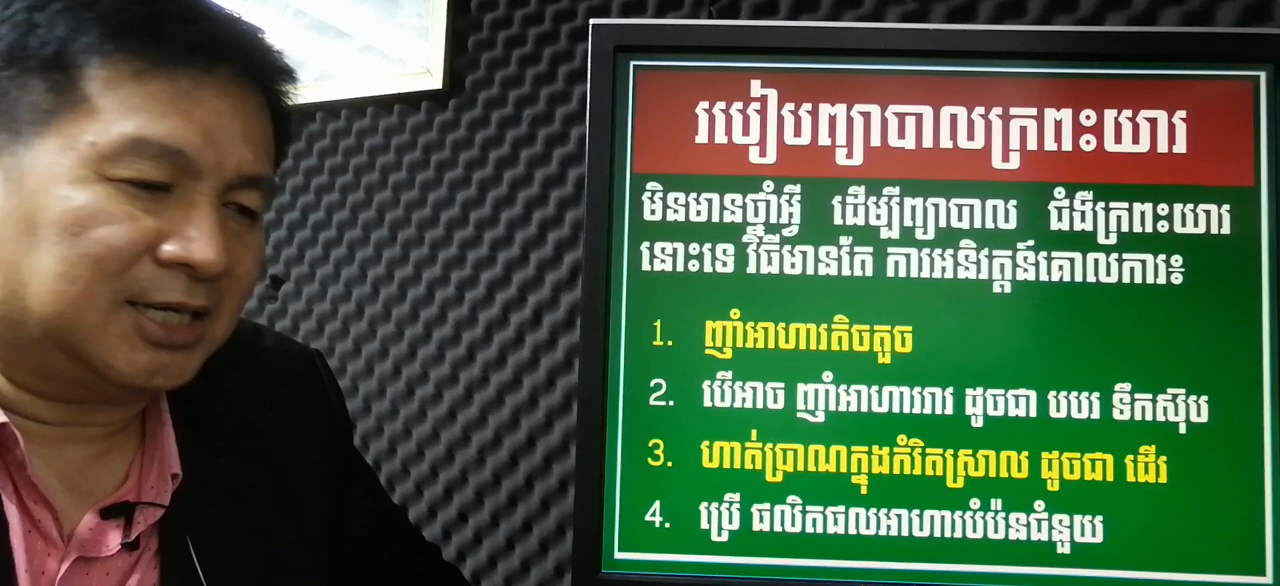 របៀបព្យាបាលក្រពះយារ
មិនមានថ្នាំអ្វី ដើម្បីព្យាបាល ជំងឺក្រពះយារ
នោះទេ វិធីមានតែ ការអនិវត្តន៍គោលការ៖
1. ញ៉ាំអាហារតិចតួច
2. បើអាច ញ៉ាំអាហាររាវ ដូចជា បបរ ទឹកស៊ុប
3. ហាត់ប្រាណក្នុងកំរិតស្រាល ដូចជា ដើរ
4. ប្រើ ផលិតផលអាហារបំប៉នជំនួយ